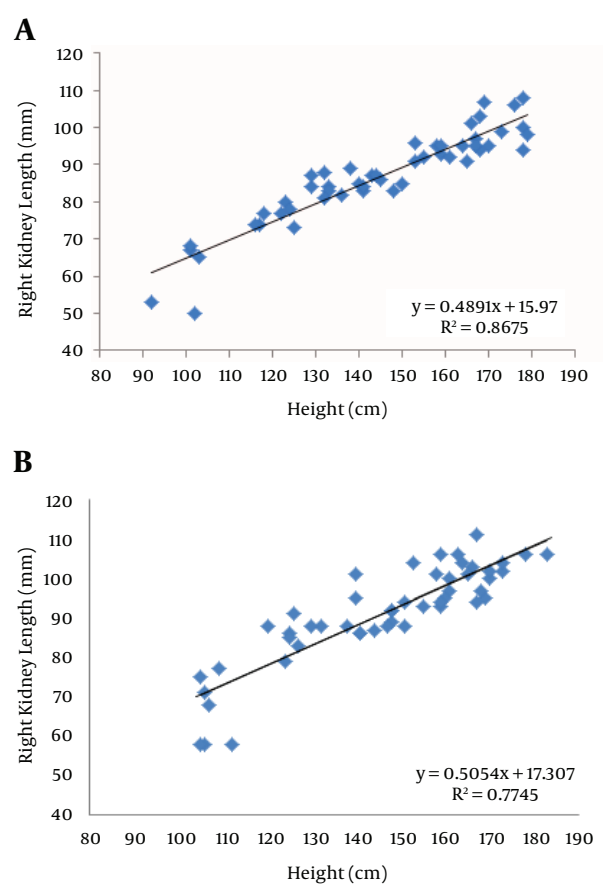 A
120
110
100
90
80
70
60
50
40
Right Kidney Length (mm)
y = 0.4891x + 15.97
R² = 0.8675
80 90 100 110 120 130 140 150 160 170 180 190
Height (cm)
B
120
110
100
90
80
70
60
50
40
Right Kidney Length (mm)
y = 0.5054x + 17.307
R² = 0.7745
80 90 100 110 120 130 140 150 160 170 180 190
Height (cm)